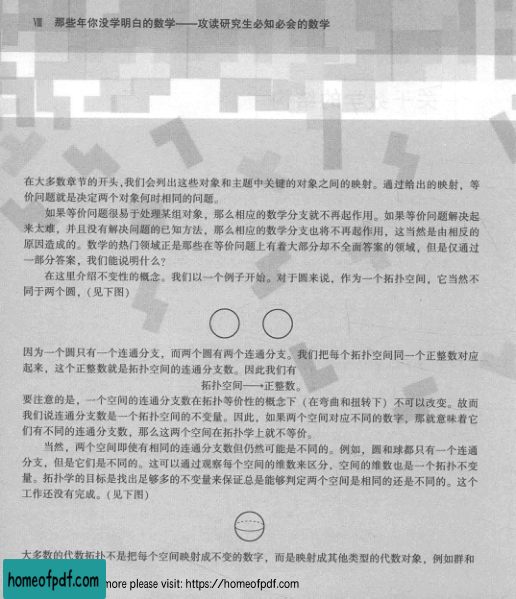 Ⅷ 那些年你没学明白的数学——攻读研究生必知必会的数学
在大多数章节的开头,我们会列出这些对象和主题中关键的对象之间的映射。通过给出的映射，等
价问题就是决定两个对象何时相同的问题。
如果等价问题很易于处理某组对象，那么相应的数学分支就不再起作用。如果等价问题解决起
来太难，并且没有解决问题的已知方法，那么相应的数学分支也将不再起作用，这当然是由相反的
原因造成的。数学的热门领域正是那些在等价问题上有着大部分却不全面答案的领域，但是仅通过
一部分答案，我们能说明什么？
在这里介绍不变性的概念。我们以一个例子开始。对于圆来说，作为一个拓扑空间，它当然不
同于两个圆，(见下图)
因为一个圆只有一个连通分支，而两个圆有两个连通分支。我们把每个拓扑空间同一个正整数对应
起来，这个正整数就是拓扑空间的连通分支数。因此我们有
拓扑空间⟶正整数。
要注意的是，一个空间的连通分支数在拓扑等价性的概念下（在弯曲和扭转下）不可以改变。故而
我们说连通分支数是一个拓扑空间的不变量。因此，如果两个空间对应不同的数字，那就意味着它
们有不同的连通分支数，那么这两个空间在拓扑学上就不等价。
当然，两个空间即使有相同的连通分支数但仍然可能是不同的。例如，圆和球都只有一个连通
分支，但是它们是不同的。这可以通过观察每个空间的维数来区分，空间的维数也是一个拓扑不变
量。拓扑学的目标是找出足够多的不变量来保证总是能够判定两个空间是相同的还是不同的。这个
工作还没有完成。(见下图)
大多数的代数拓扑不是把每个空间映射成不变的数字，而是映射成其他类型的代数对象，例如群和
homeofpdf.com more please visit: https://homeofpdf.com